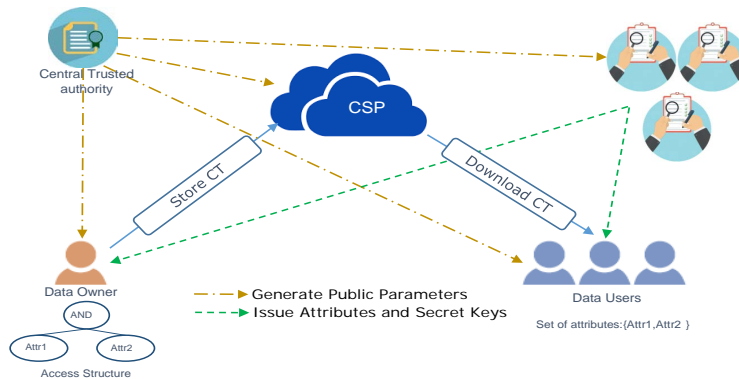 Central Trusted
authority
CSP
Store CT
Download CT
Data Owner
AND
Attr1
Attr2
Access Structure
Generate Public Parameters
Issue Attributes and Secret Keys
Data Users
Set of attributes:{Attr1,Attr2 }